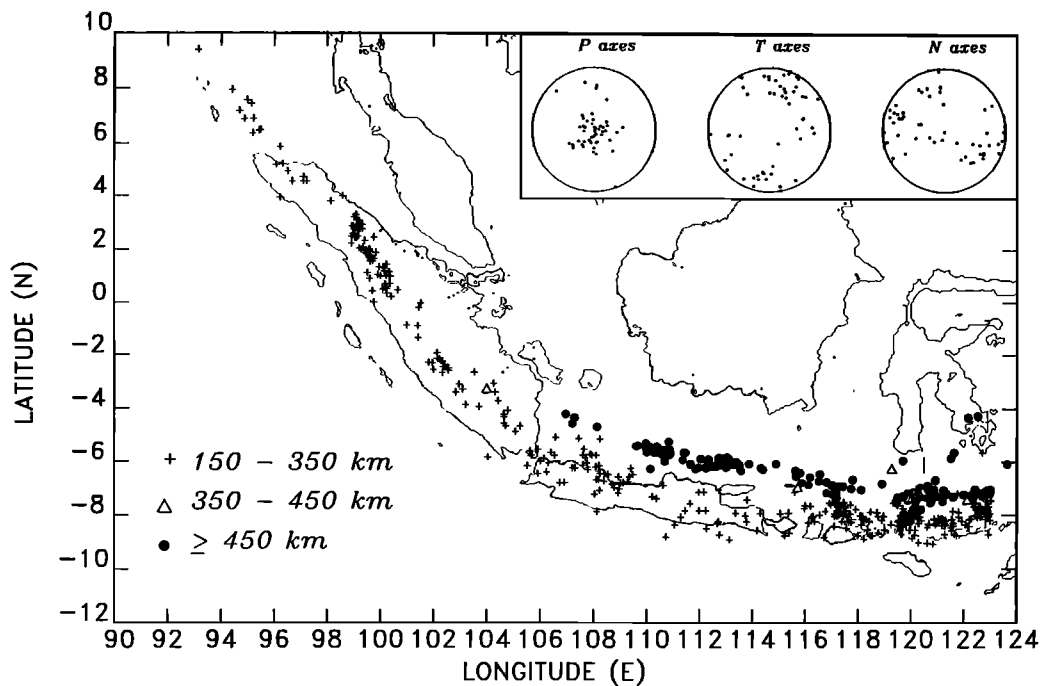 P axes T axes N axes
10
8
6
4
2
0
−2
−4
−6
−8
−10
−12
LATITUDE (N)
+ 150 − 350 km
△ 350 − 450 km
● ≥ 450 km
90 92 94 96 98 100 102 104 106 108 110 112 114 116 118 120 122 124
LONGITUDE (E)